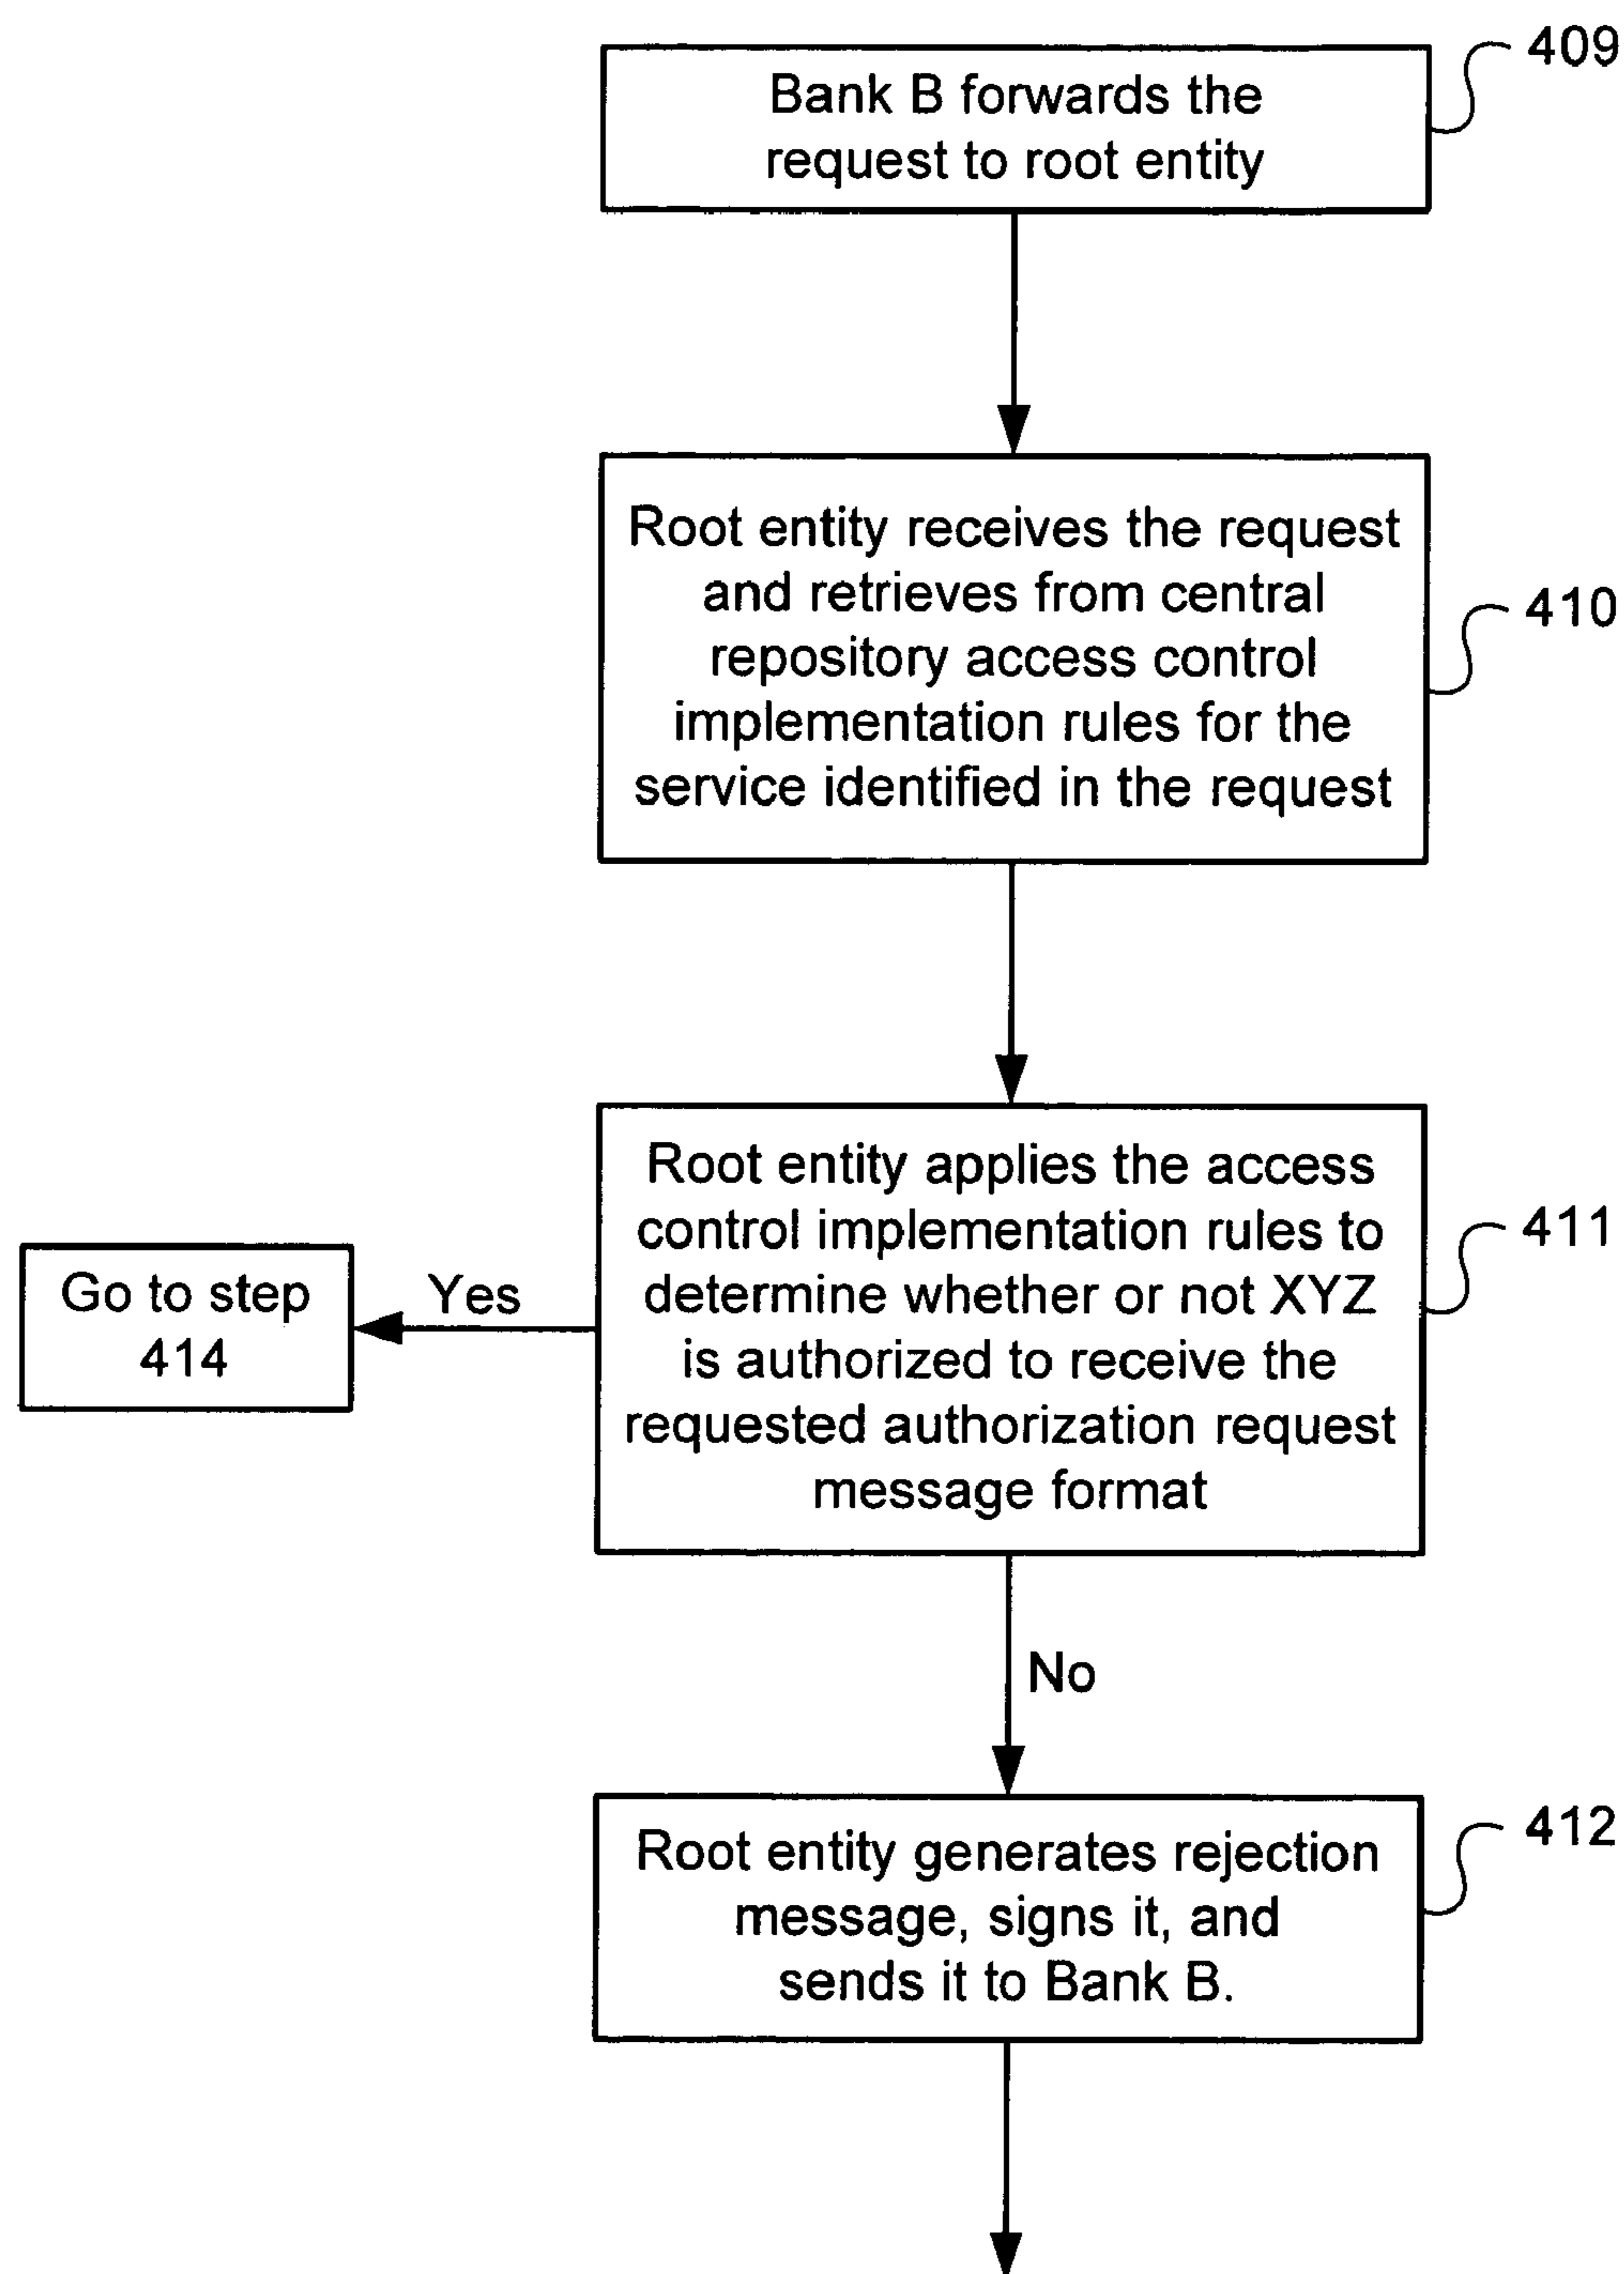 409
Bank B forwards the
request to root entity
Root entity receives the request
and retrieves from central
repository access control
implementation rules for the
service identified in the request
410
Root entity applies the access
control implementation rules to
determine whether or not XYZ
is authorized to receive the
requested authorization request
message format
411
Go to step
414
Yes
No
Root entity generates rejection
message, signs it, and
sends it to Bank B.
412